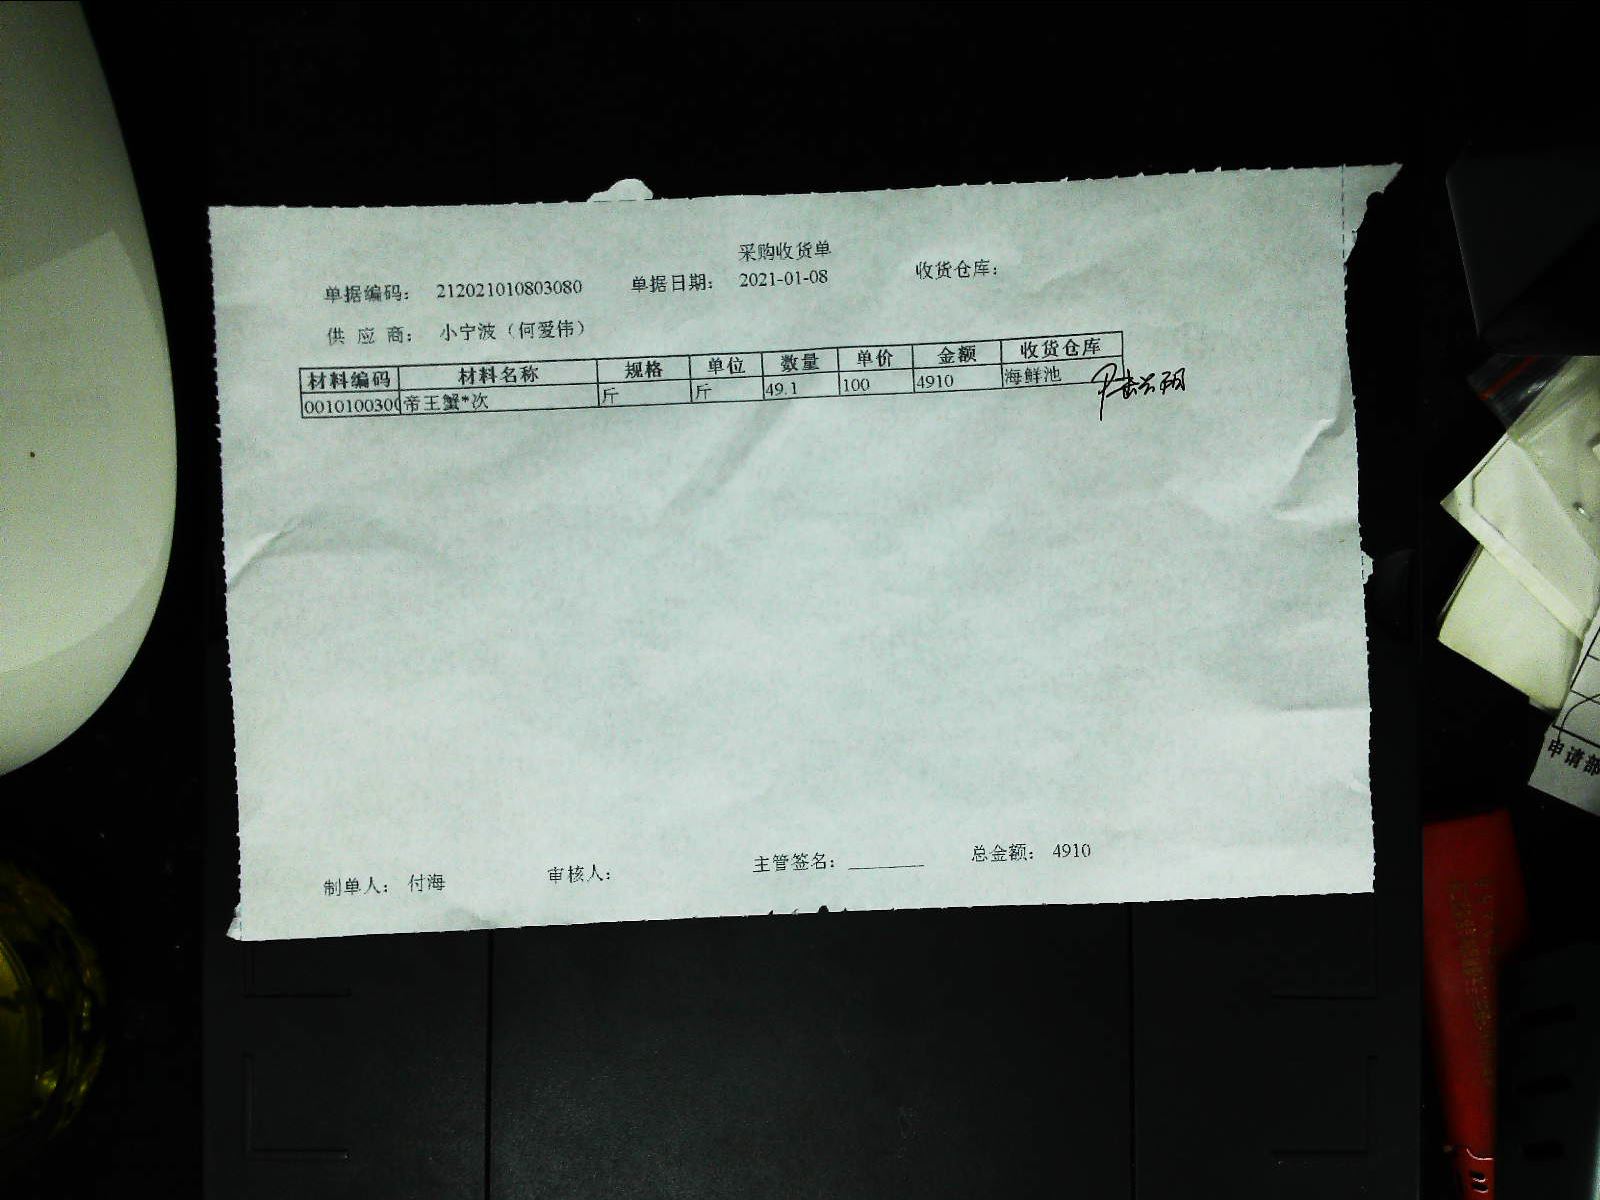 采购收货单
单据编码: 212021010803080 单据日期: 2021-01-08 收货仓库:
供 应 商: 小宁波（何爱伟）
材料编码 材料名称 规格 单位 数量 单价 金额 收货仓库
0010100300 帝王蟹*次 斤 斤 49.1 100 4910 海鲜池
制单人: 付海 审核人: 主管签名: ________ 总金额: 4910
申请部